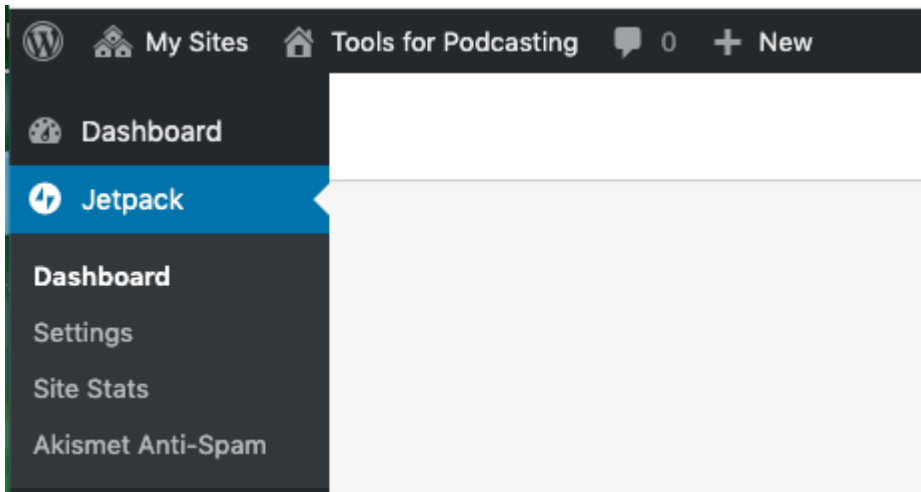 My Sites Tools for Podcasting 0 + New
Dashboard
Jetpack
Dashboard
Settings
Site Stats
Akismet Anti-Spam